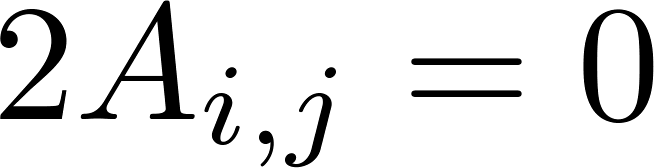 2A_{i,j} = 0